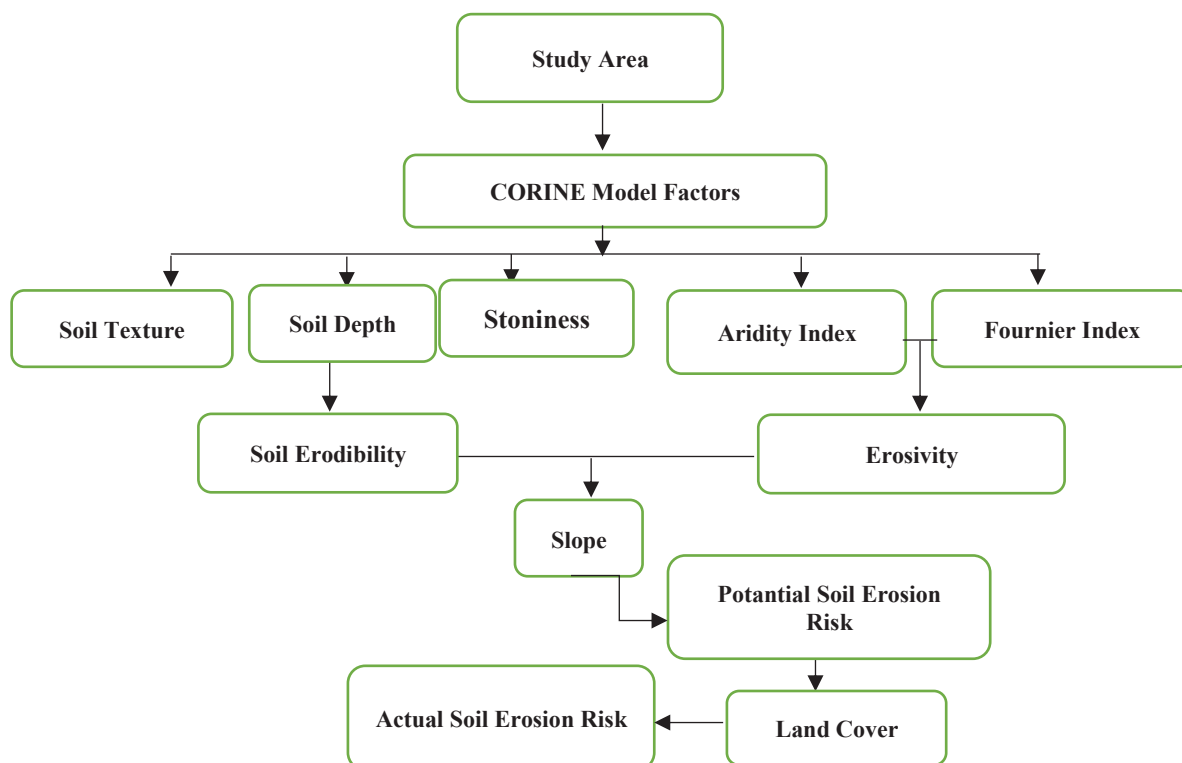 Study Area
CORINE Model Factors
Soil Texture
Soil Depth
Stoniness
Aridity Index
Fournier Index
Soil Erodibility
Erosivity
Slope
Potantial Soil Erosion
Risk
Actual Soil Erosion Risk
Land Cover